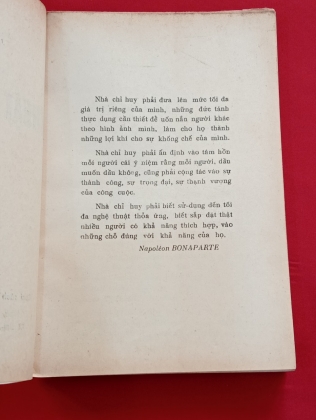 Nhà chỉ huy phải đưa lên mức tối đa
giá trị riêng của mình, những đức tánh
thực dụng cần thiết để uốn nắn người khác
theo hình ảnh mình, làm cho họ thành
những lợi khí cho sự khống chế của mình.
Nhà chỉ huy phải ấn định vào tâm hồn
mỗi người cái ý niệm rằng mỗi người, dầu
muốn dầu không, cũng phải cộng tác vào sự
thành công, sự trọng đại, sự thạnh vượng
của công cuộc.
Nhà chỉ huy phải biết sử-dụng đến tối
đa nghệ thuật thỏa ứng, biết sắp đặt thật
nhiều người có khả năng thích hợp, vào
những chỗ đúng với khả năng của họ.
Napoléon BONAPARTE